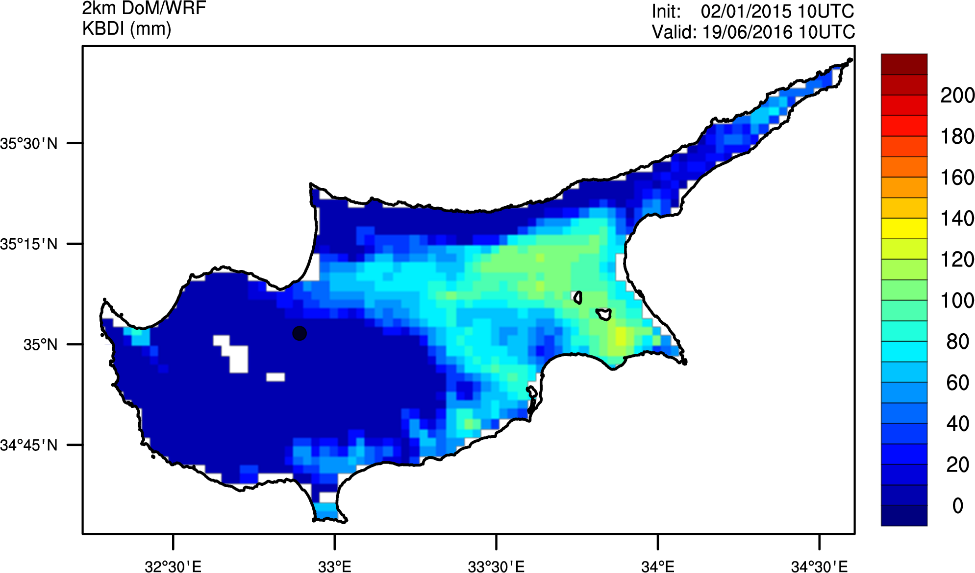 2km DoM/WRF
KBDI (mm)
Init: 02/01/2015 10UTC
Valid: 19/06/2016 10UTC
35°30'N
35°15'N
35°N
34°45'N
32°30'E
33°E
33°30'E
34°E
34°30'E
200
180
160
140
120
100
80
60
40
20
0